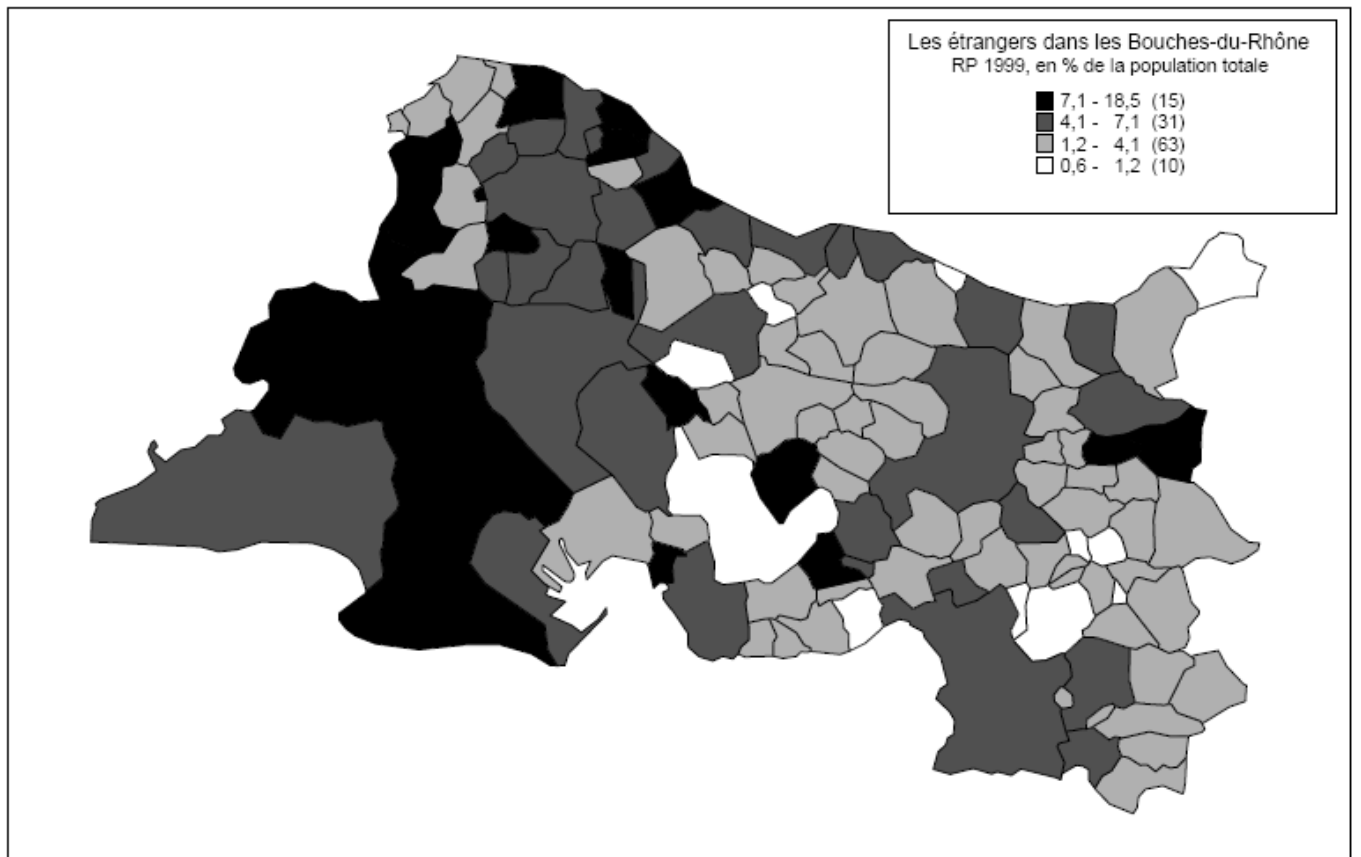 Les étrangers dans les Bouches-du-Rhône
RP 1999, en % de la population totale
7,1 - 18,5 (15)
4,1 - 7,1 (31)
1,2 - 4,1 (63)
0,6 - 1,2 (10)